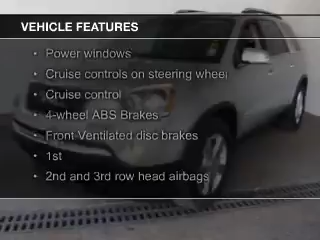 VEHICLE FEATURES
• Power windows
• Cruise controls on steering wheel
• Cruise control
• 4-wheel ABS Brakes
• Front Ventilated disc brakes
• 1st
• 2nd and 3rd row head airbags